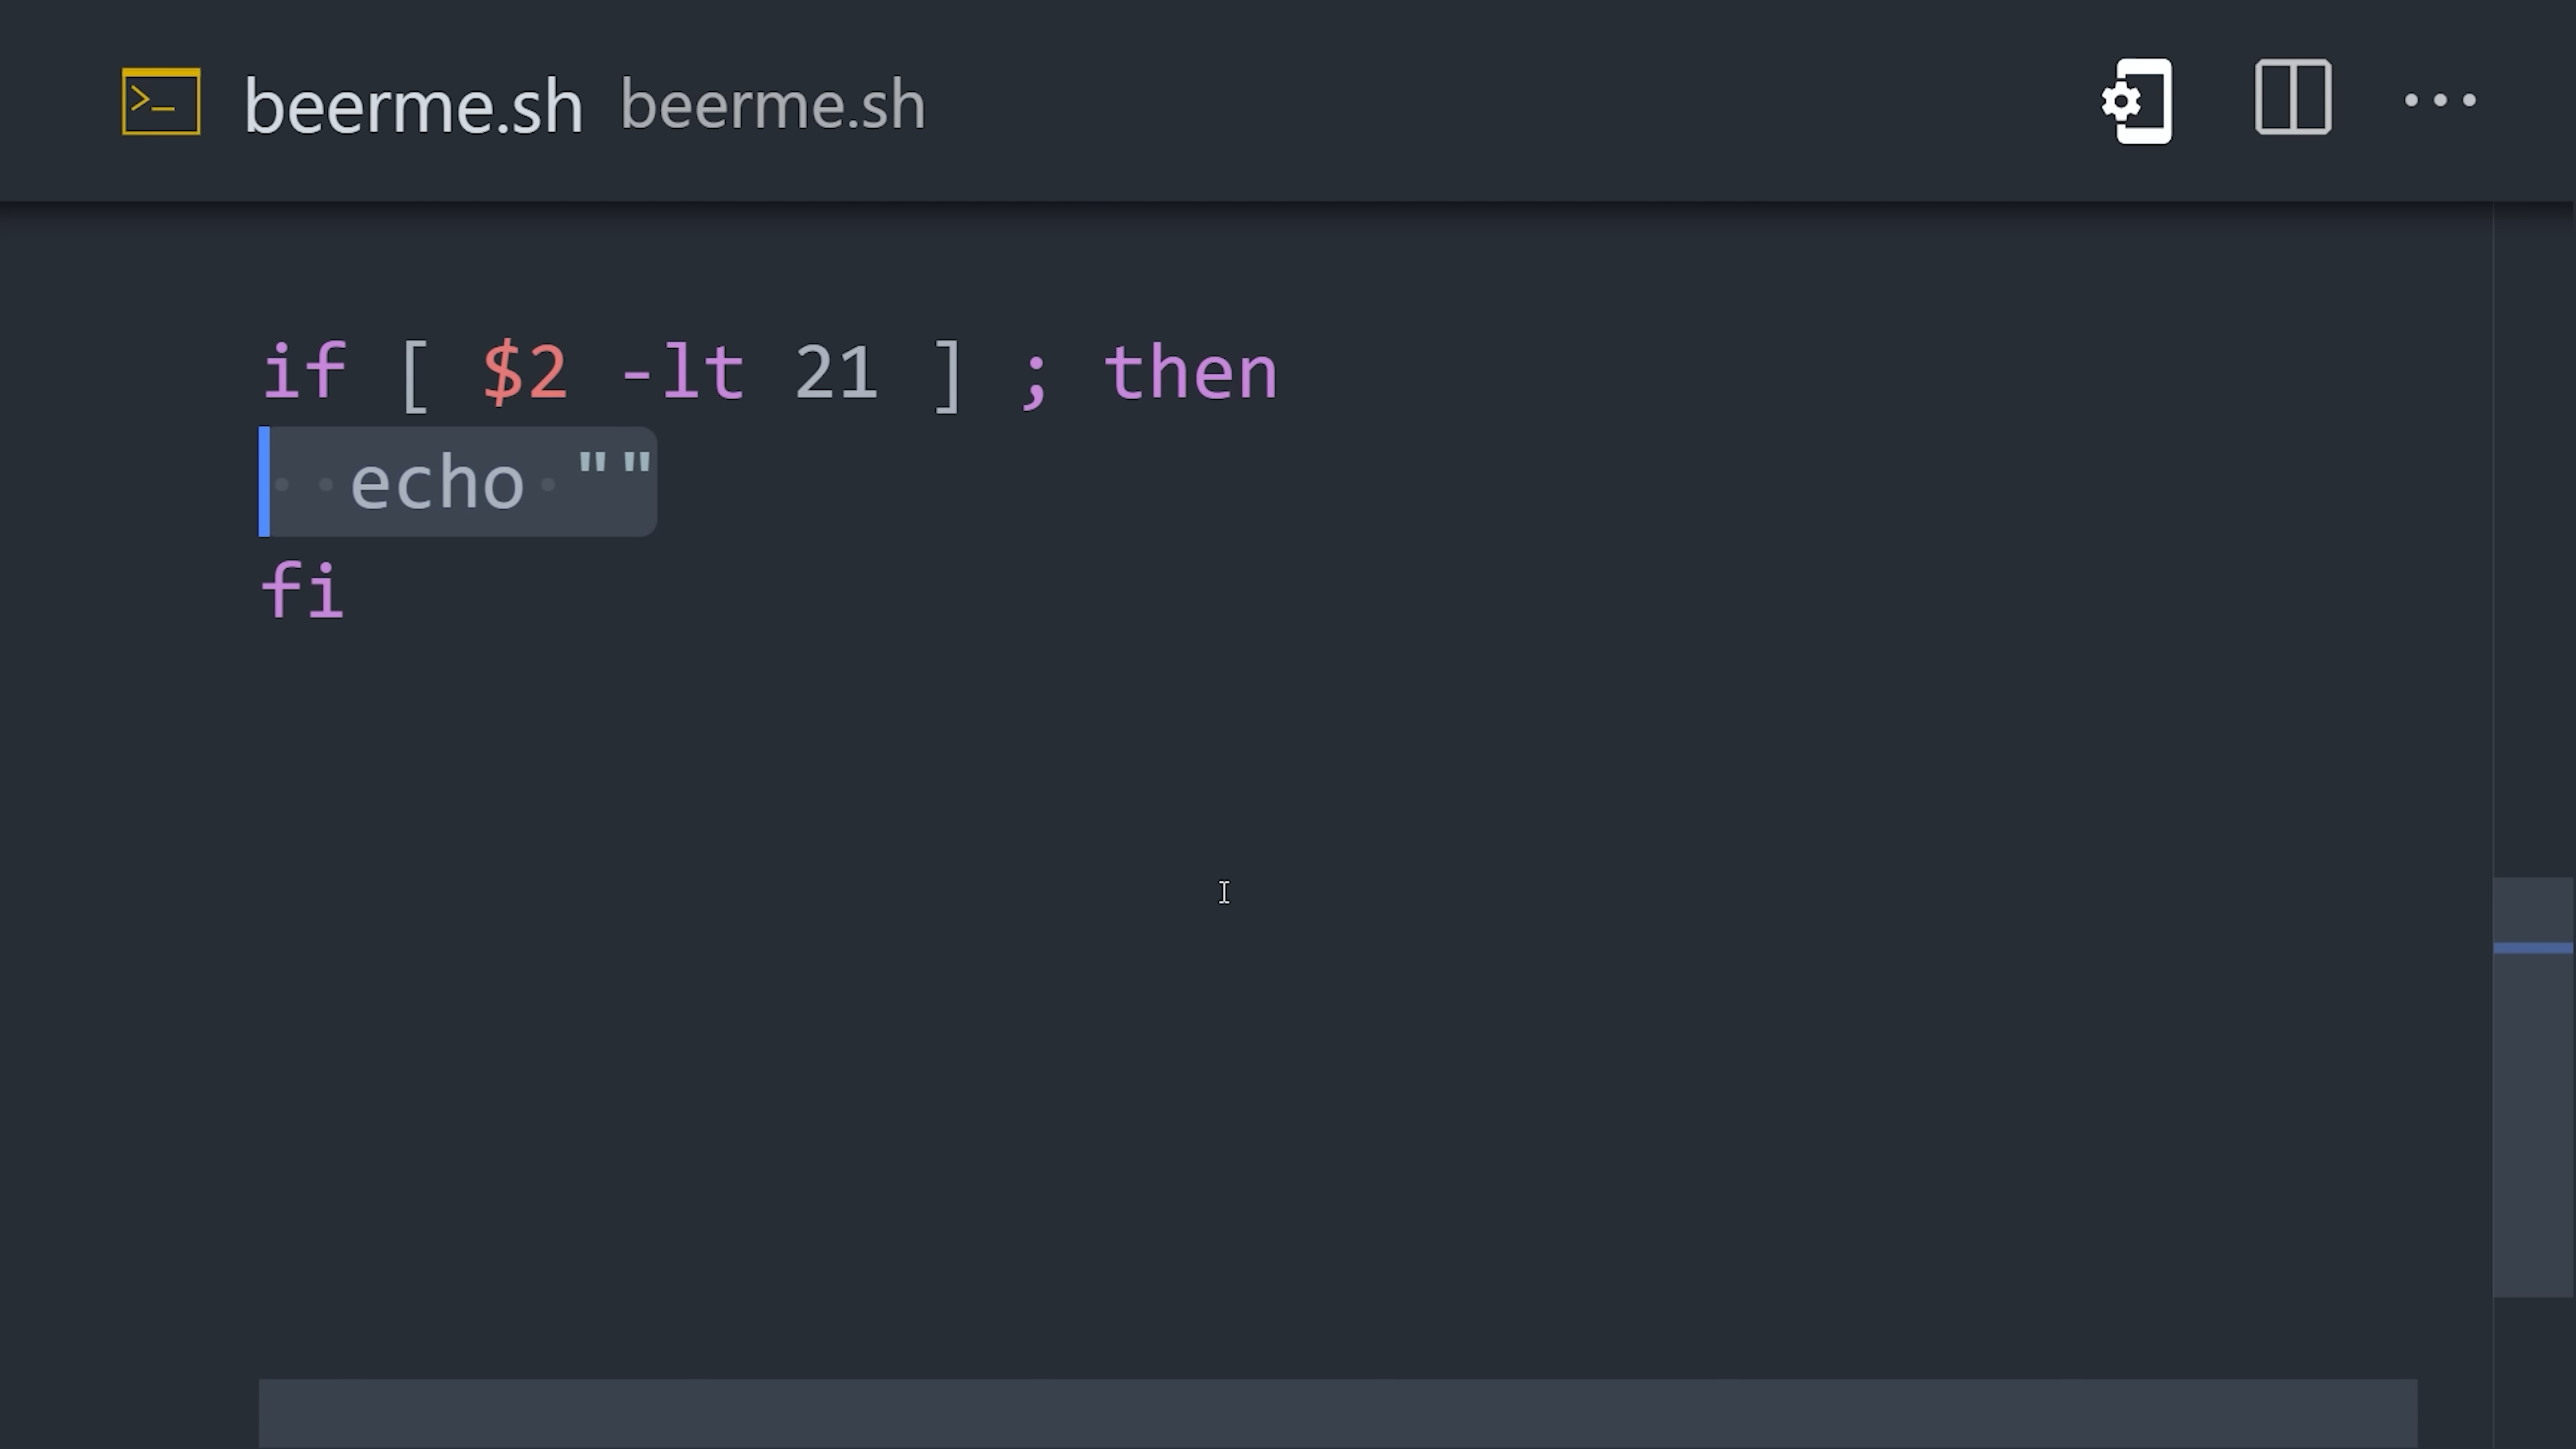 beerme.sh beerme.sh
if [ $2 -lt 21 ] ; then
  echo ""
fi